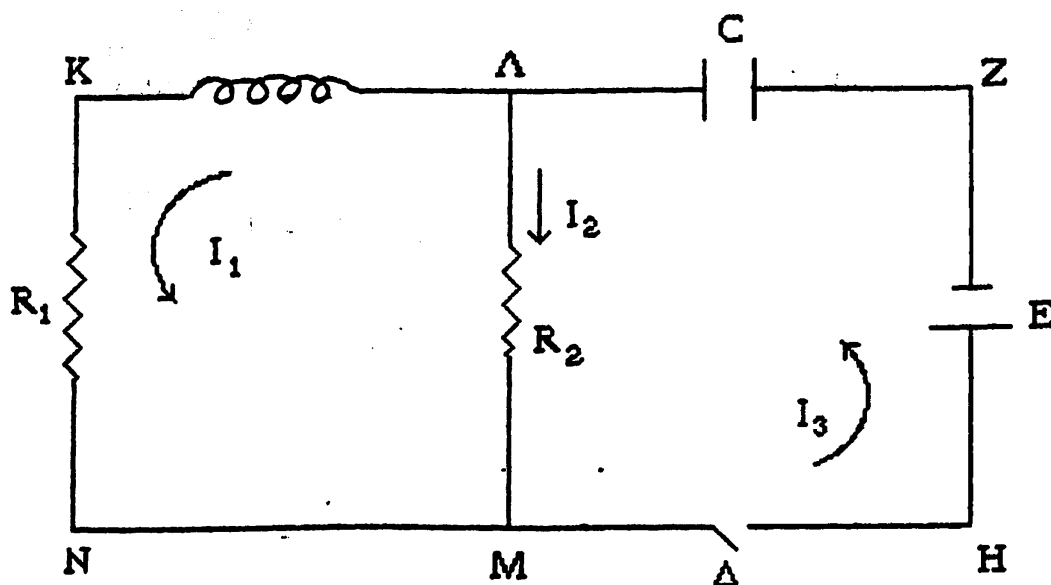 C
K Λ Z
I₁ I₂
R₁ R₂ E
I₃
N M Δ H